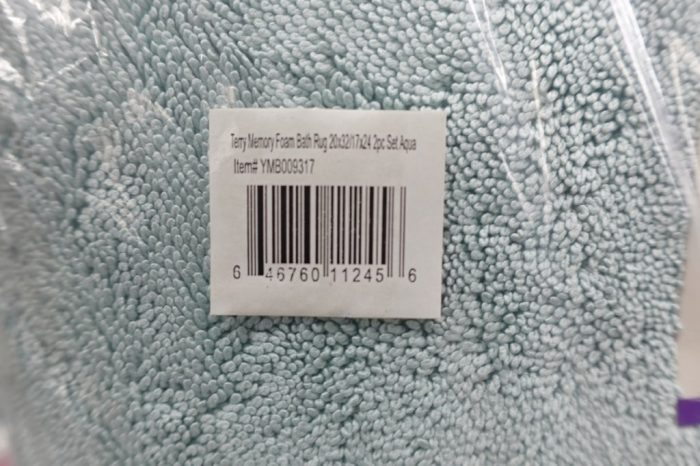 Terry Memory Foam Bath Rug 20x32/17x24 2pc Set Aqua
Item# YMB009317
6 46760 11245 6